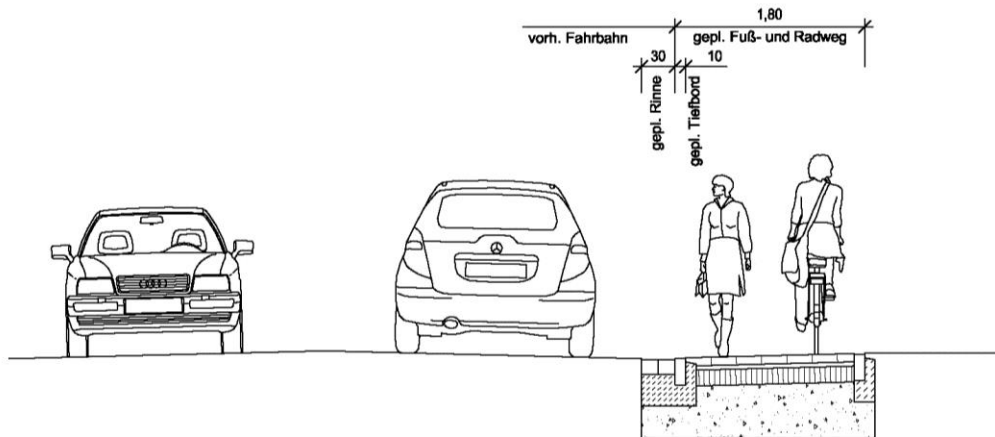 1,80
vorh. Fahrbahn
gepl. Fuß- und Radweg
30
10
gepl. Rinne
gepl. Tiefbord